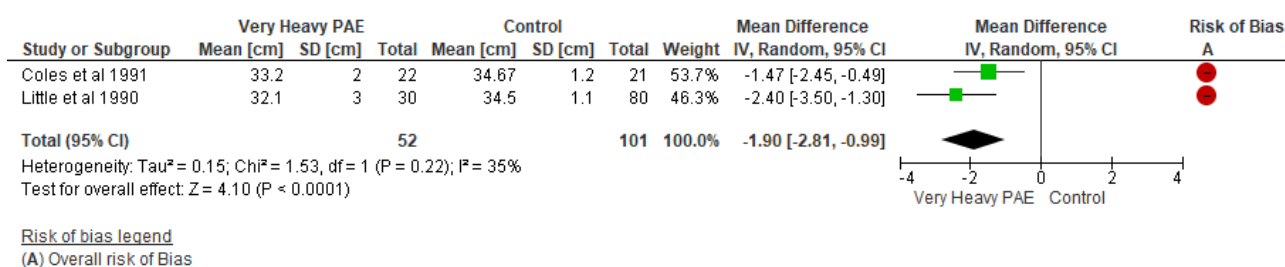 Very Heavy PAE Control Mean Difference Mean Difference Risk of Bias
Study or Subgroup Mean [cm] SD [cm] Total Mean [cm] SD [cm] Total Weight IV, Random, 95% CI IV, Random, 95% CI A
Coles et al 1991 33.2 2 22 34.67 1.2 21 53.7% -1.47 [-2.45, -0.49]
Little et al 1990 32.1 3 30 34.5 1.1 80 46.3% -2.40 [-3.50, -1.30]
Total (95% CI) 52 101 100.0% -1.90 [-2.81, -0.99]
Heterogeneity: Tau² = 0.15; Chi² = 1.53, df = 1 (P = 0.22); I² = 35%
Test for overall effect: Z = 4.10 (P < 0.0001)
-4 -2 0 2 4
Very Heavy PAE Control
Risk of bias legend
(A) Overall risk of Bias